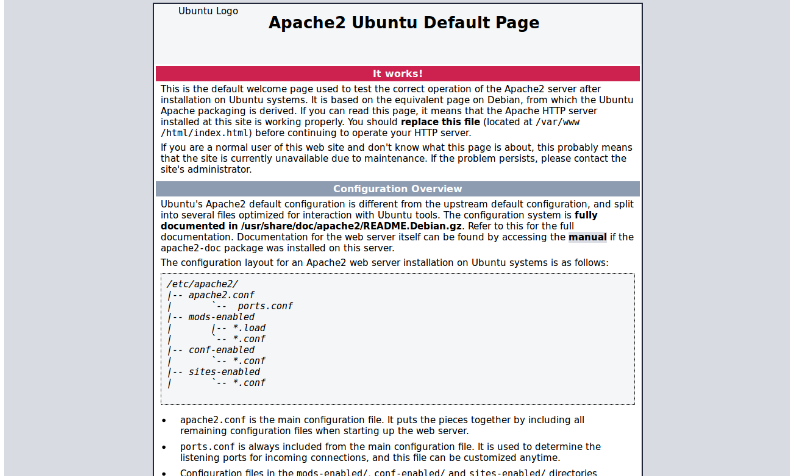 Ubuntu Logo
Apache2 Ubuntu Default Page
It works!
This is the default welcome page used to test the correct operation of the Apache2 server after
installation on Ubuntu systems. It is based on the equivalent page on Debian, from which the Ubuntu
Apache packaging is derived. If you can read this page, it means that the Apache HTTP server
installed at this site is working properly. You should replace this file (located at /var/www
/html/index.html) before continuing to operate your HTTP server.
If you are a normal user of this web site and don't know what this page is about, this probably means
that the site is currently unavailable due to maintenance. If the problem persists, please contact the
site's administrator.
Configuration Overview
Ubuntu's Apache2 default configuration is different from the upstream default configuration, and split
into several files optimized for interaction with Ubuntu tools. The configuration system is fully
documented in /usr/share/doc/apache2/README.Debian.gz. Refer to this for the full
documentation. Documentation for the web server itself can be found by accessing the manual if the
apache2-doc package was installed on this server.
The configuration layout for an Apache2 web server installation on Ubuntu systems is as follows:
/etc/apache2/
|-- apache2.conf
|       `--  ports.conf
|-- mods-enabled
|       |-- *.load
|       `-- *.conf
|-- conf-enabled
|       `-- *.conf
|-- sites-enabled
|       `-- *.conf
• apache2.conf is the main configuration file. It puts the pieces together by including all
remaining configuration files when starting up the web server.
• ports.conf is always included from the main configuration file. It is used to determine the
listening ports for incoming connections, and this file can be customized anytime.
• Configuration files in the mods-enabled/, conf-enabled/ and sites-enabled/ directories